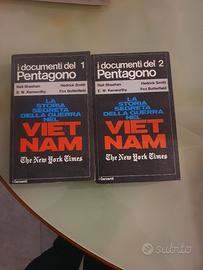 i documenti del 1
Pentagono
Neil Sheehan
Hedrick Smith
E. W. Kenworthy
Fox Butterfield
LA
STORIA
SEGRETA
DELLA GUERRA
NEL
VIET
NAM
The New York Times
Garzanti
i documenti del 2
Pentagono
Neil Sheehan
Hedrick Smith
E. W. Kenworthy
Fox Butterfield
LA
STORIA
SEGRETA
DELLA GUERRA
NEL
VIET
NAM
The New York Times
Garzanti
subito